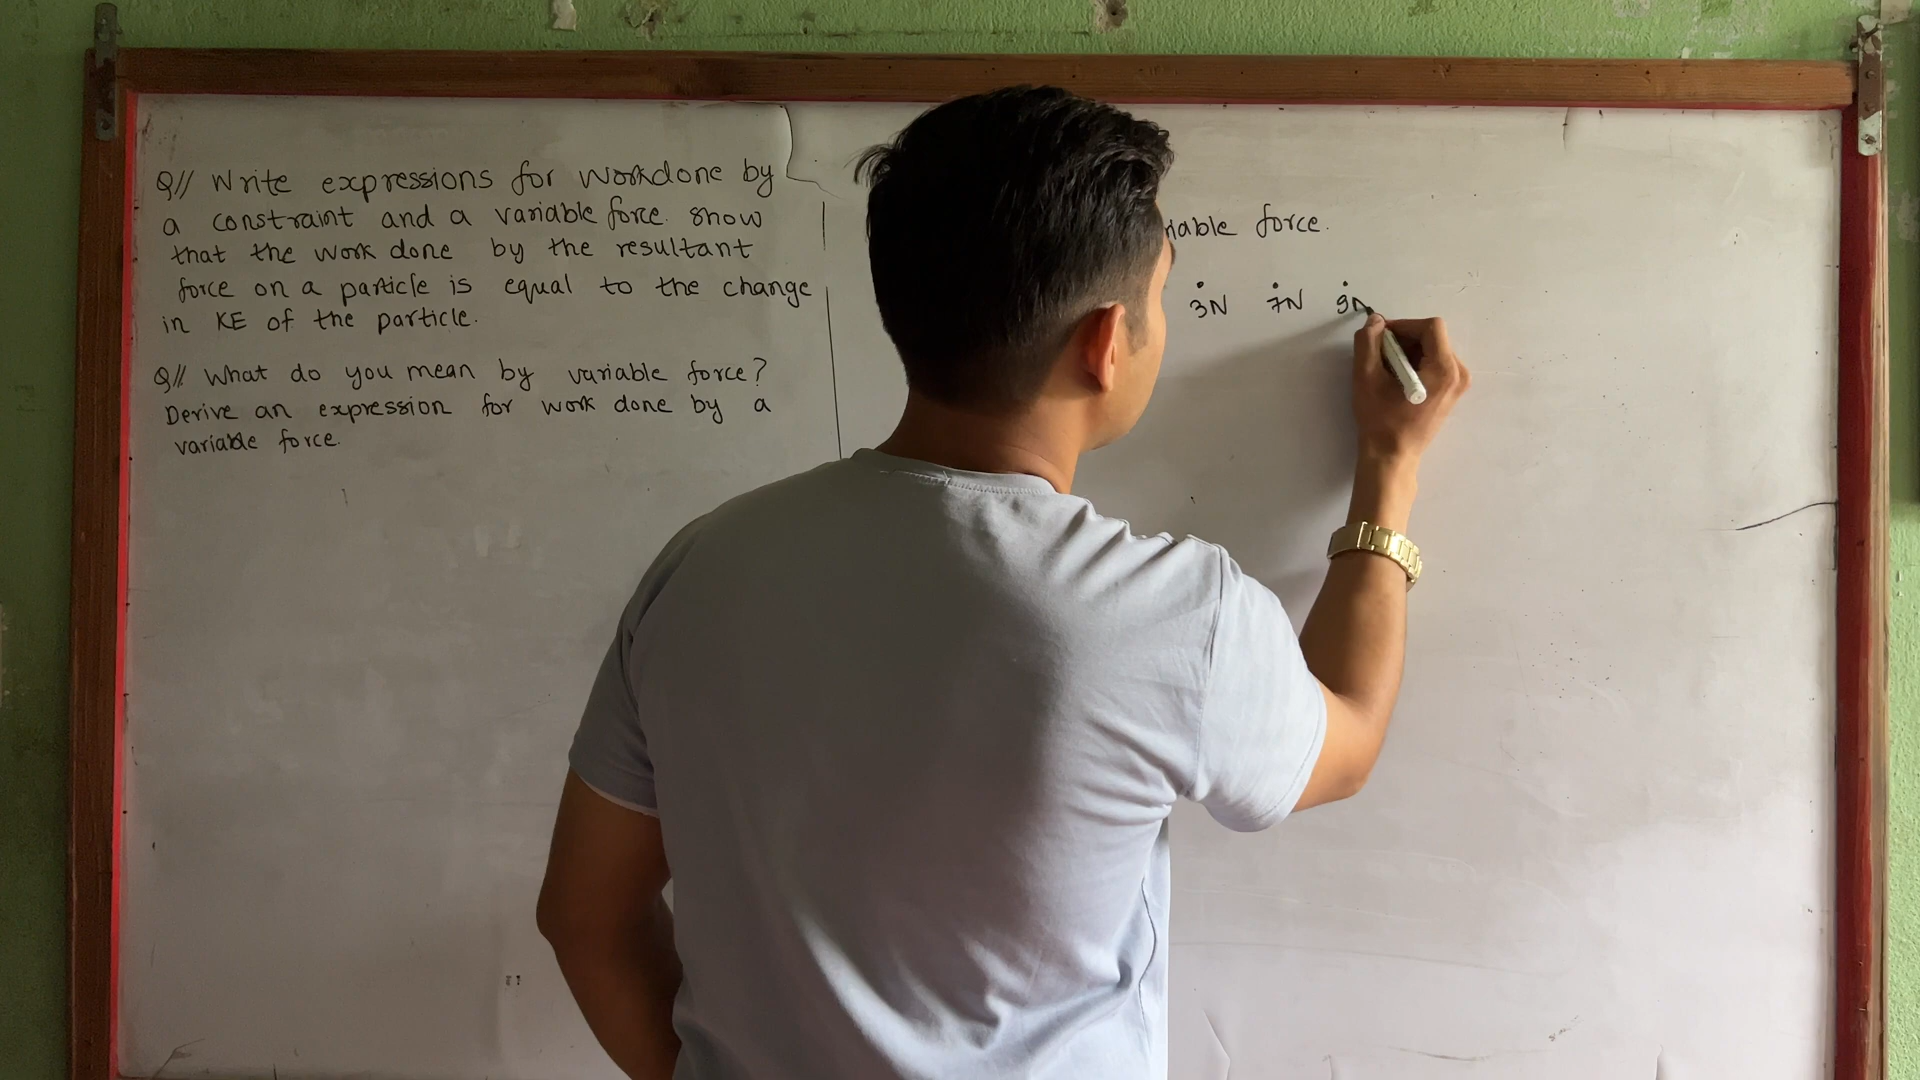 Q// Write expressions for workdone by
a constraint and a variable force. show
that the work done by the resultant
force on a particle is equal to the change
in KE of the particle.
Q// What do you mean by variable force?
Derive an expression for work done by a
variable force.
riable force.
3N 7N 9N